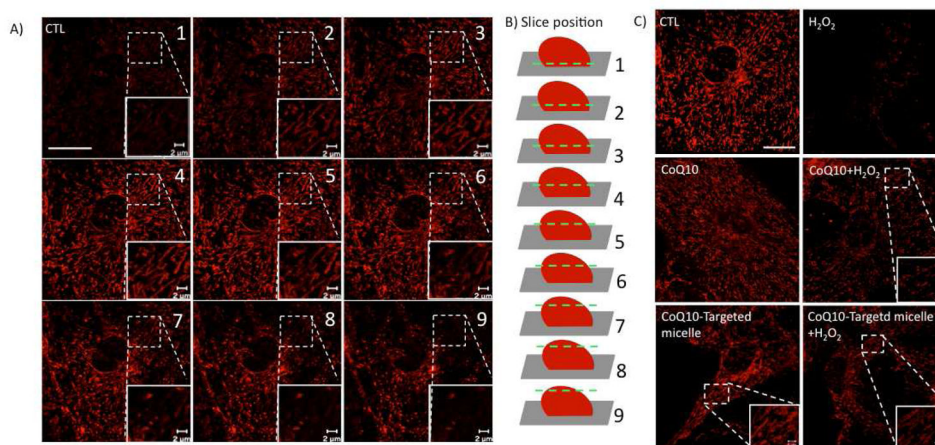 A)
CTL
1
2 μm
2
2 μm
3
2 μm
4
2 μm
5
2 μm
6
2 μm
7
2 μm
8
2 μm
9
2 μm
B) Slice position
1
2
3
4
5
6
7
8
9
C)
CTL
H₂O₂
CoQ10
CoQ10+H₂O₂
CoQ10-Targeted
micelle
CoQ10-Targetd micelle
+H₂O₂